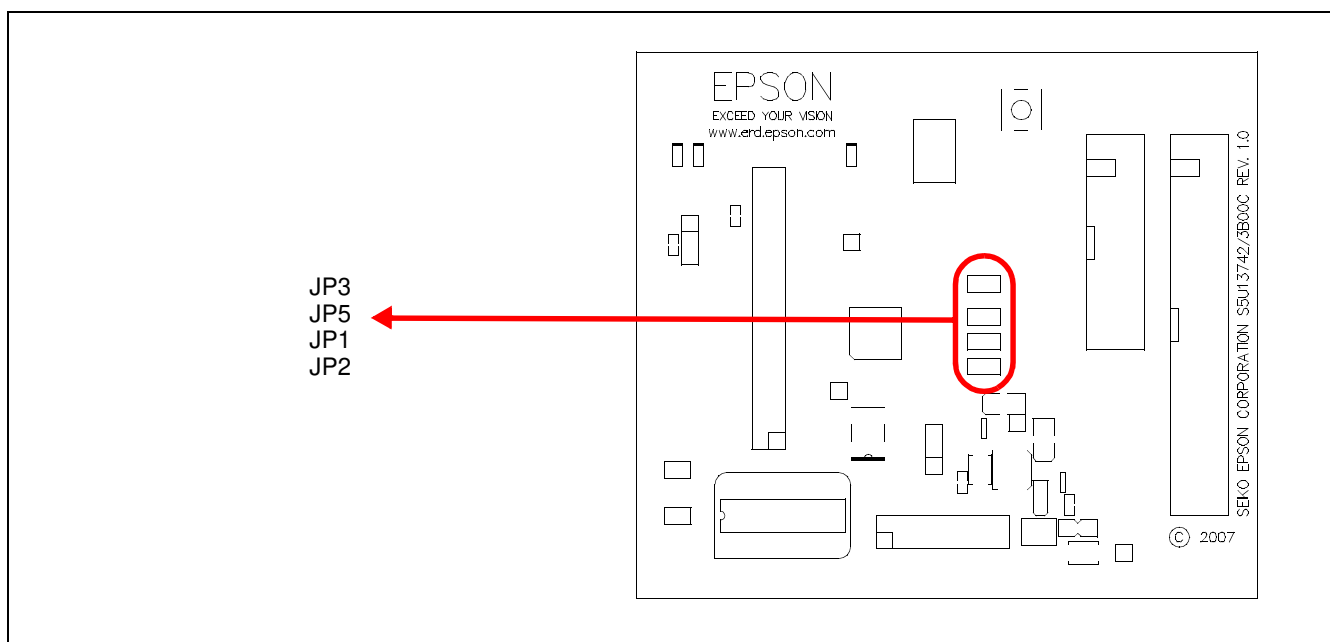 EPSON
EXCEED YOUR VISION
www.erd.epson.com
JP3
JP5
JP1
JP2
SEIKO EPSON CORPORATION S5U13742/3B00C REV. 1.0
© 2007